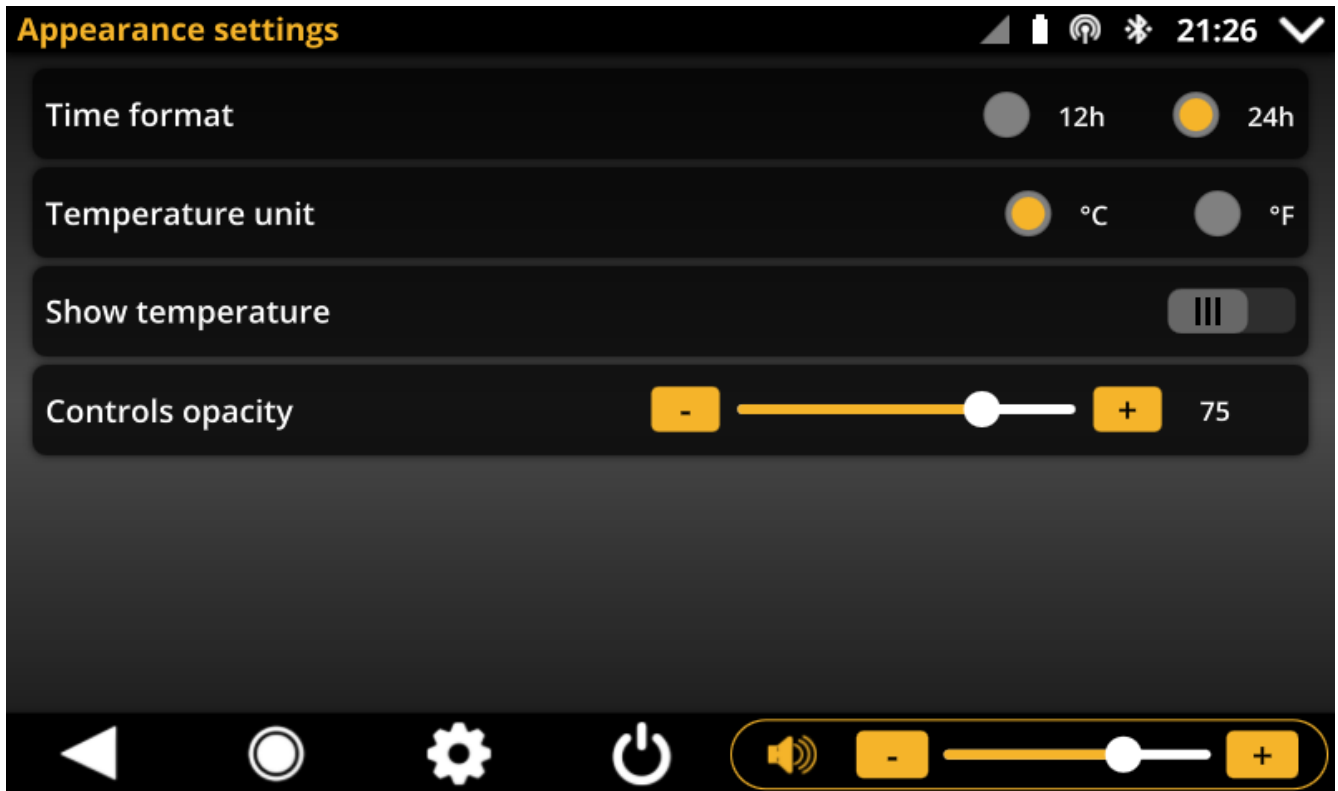 Appearance settings 21:26
Time format 12h 24h
Temperature unit °C °F
Show temperature
Controls opacity - + 75
- +